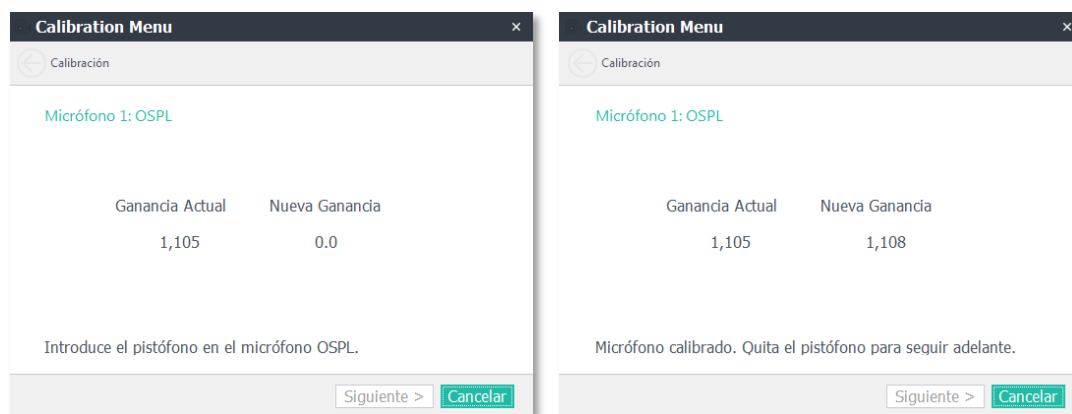 Calibration Menu
×
Calibración
Micrófono 1: OSPL
Ganancia Actual Nueva Ganancia
1,105 0.0
Introduce el pistófono en el micrófono OSPL.
Siguiente > Cancelar
Calibration Menu
×
Calibración
Micrófono 1: OSPL
Ganancia Actual Nueva Ganancia
1,105 1,108
Micrófono calibrado. Quita el pistófono para seguir adelante.
Siguiente > Cancelar